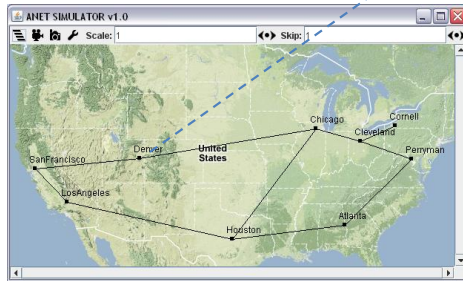 ANET SIMULATOR v1.0
Scale: 1
Skip: 1
Chicago
Cornell
Cleveland
Denver
United
States
Perryman
SanFrancisco
LosAngeles
Atlanta
Houston